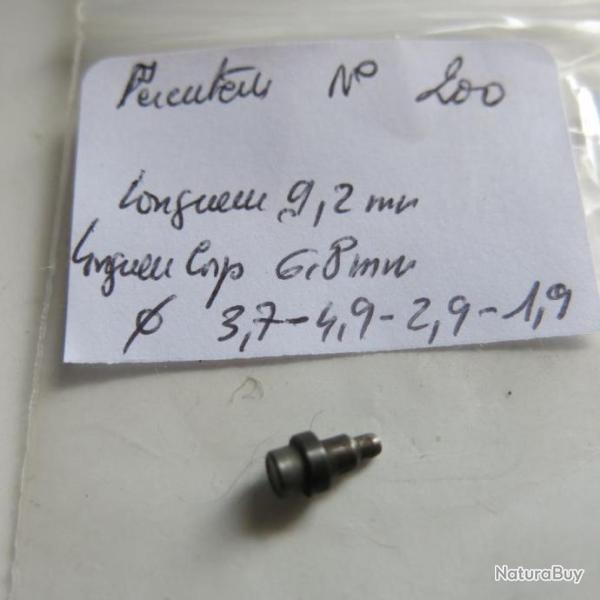 Percuteur N° 200
Longueur 9,2 mm
Longueur Corp 6.8 mm
Ø 3,7-4,9-2,9-1,9
NaturaBuy